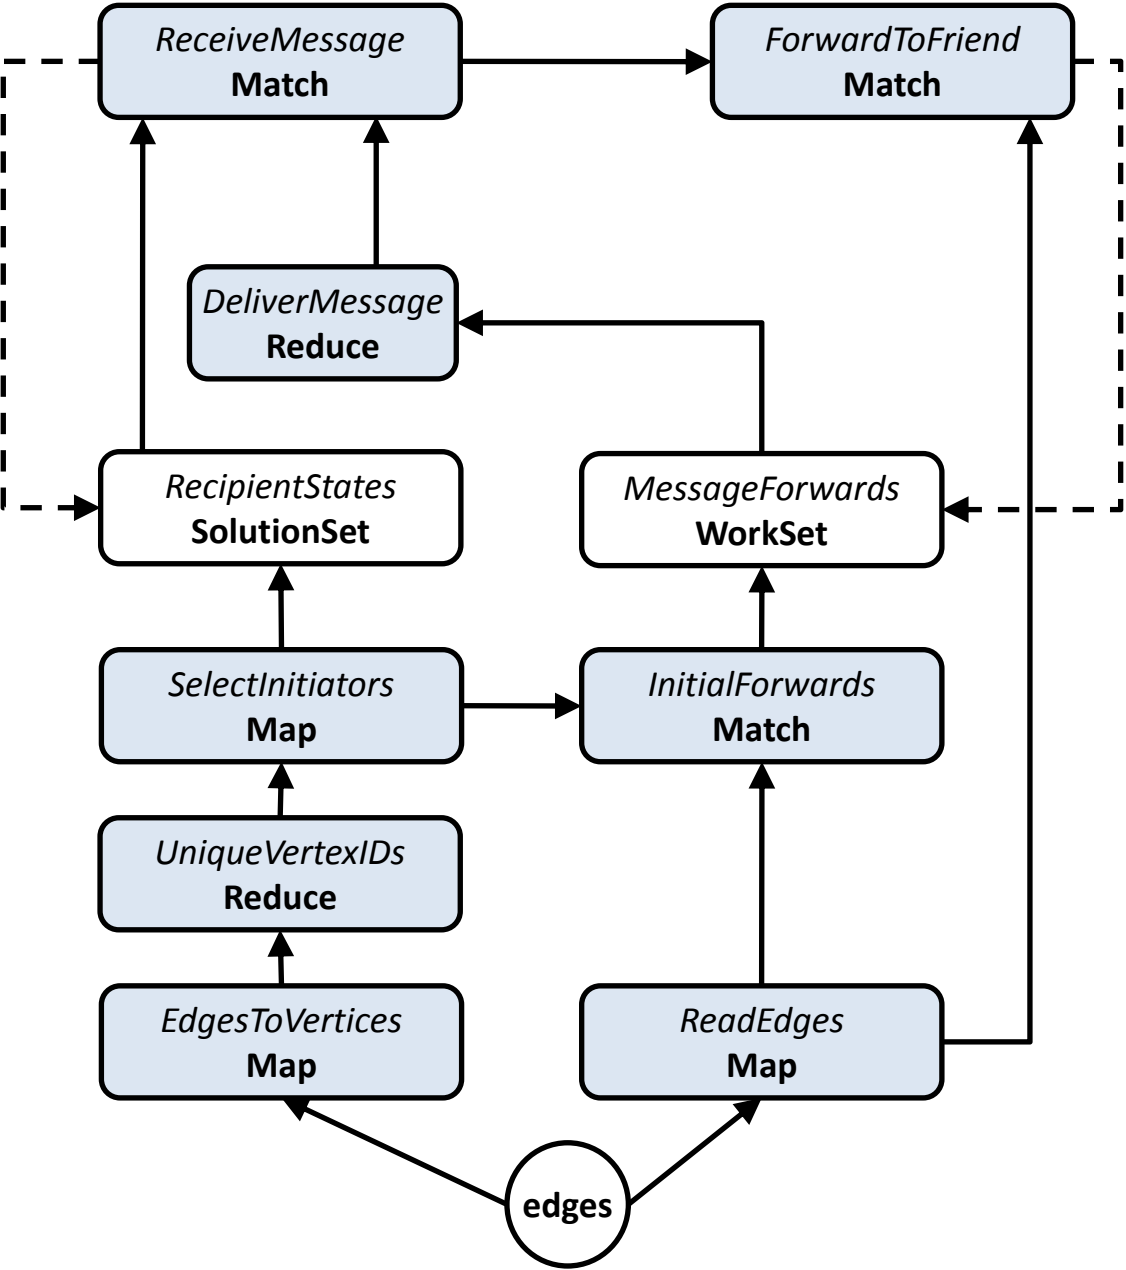 ReceiveMessage
Match
ForwardToFriend
Match
DeliverMessage
Reduce
RecipientStates
SolutionSet
MessageForwards
WorkSet
SelectInitiators
Map
InitialForwards
Match
UniqueVertexIDs
Reduce
EdgesToVertices
Map
ReadEdges
Map
edges